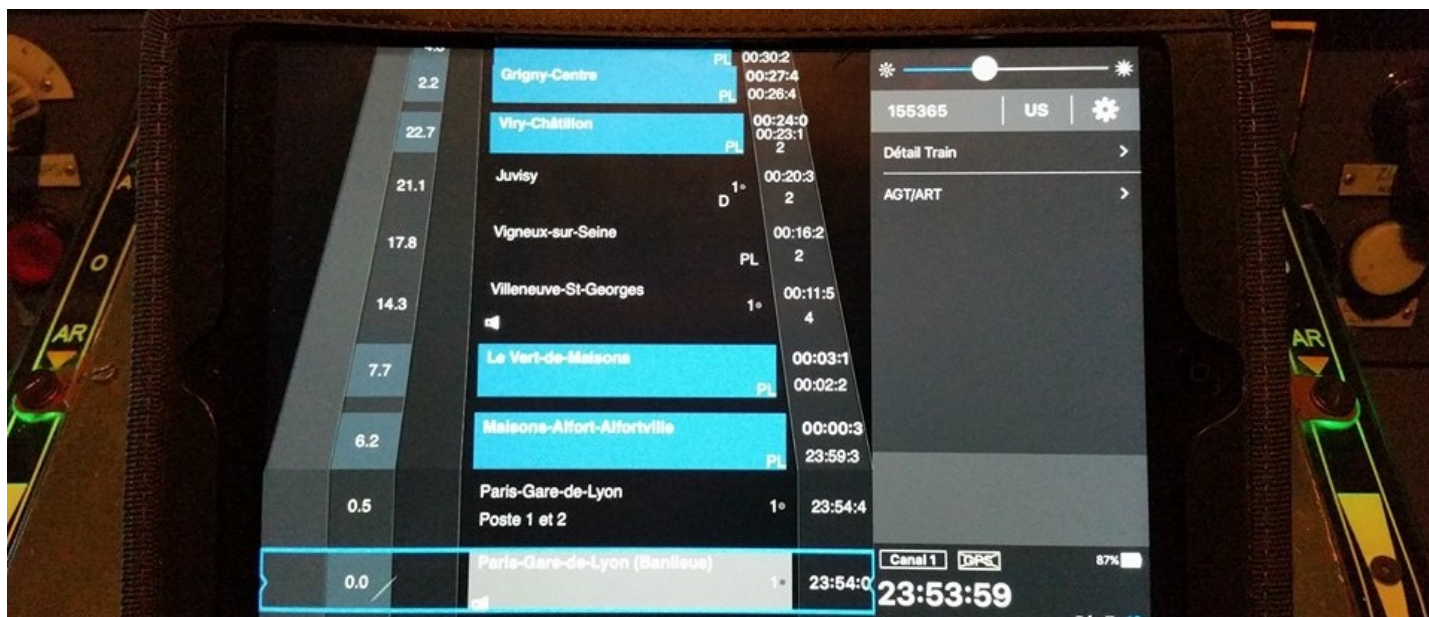 4.6
PL 00:30:2
2.2 Grigny-Centre 00:27:4
PL 00:26:4
22.7 Viry-Châtillon 00:24:0
00:23:1
PL 2
21.1 Juvisy 1 00:20:3
D 2
17.8 Vigneux-sur-Seine 00:16:2
PL 2
14.3 Villeneuve-St-Georges 1 00:11:5
4
7.7 Le Vert-de-Maisons 00:03:1
PL 00:02:2
6.2 Maisons-Alfort-Alfortville 00:00:3
PL 23:59:3
0.5 Paris-Gare-de-Lyon 1 23:54:4
Poste 1 et 2
0.0 Paris-Gare-de-Lyon (Banlieue) 1 23:54:0
155365 US
Détail Train
AGT/ART
Canal 1 GPS 87%
23:53:59
A
O
AR
AR